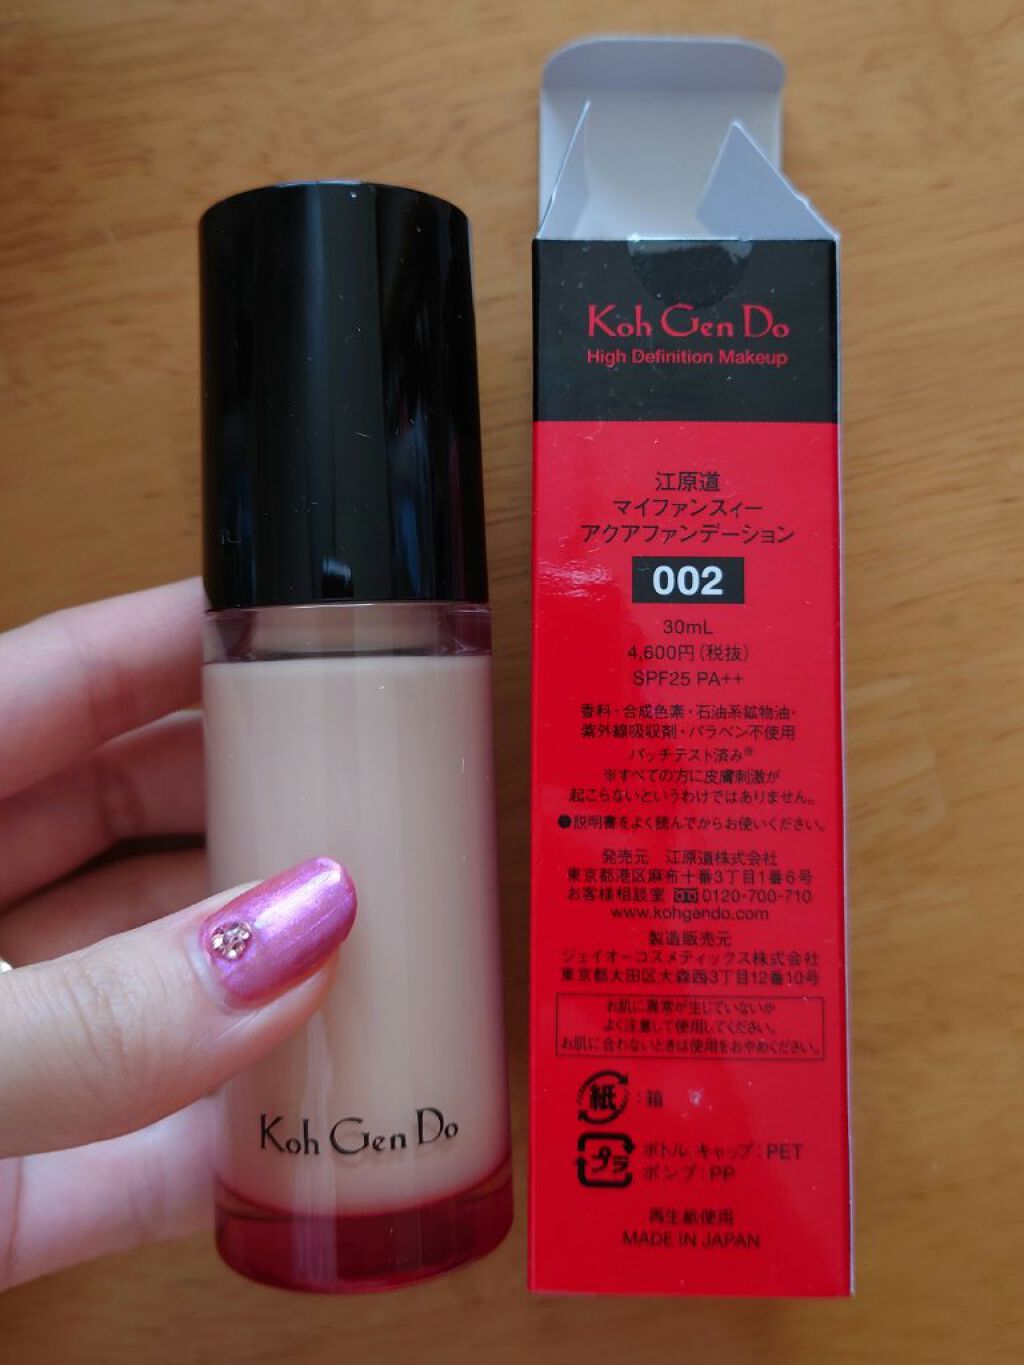 Koh Gen Do
Koh Gen Do
High Definition Makeup
江原道
マイファンスィー
アクアファンデーション
002
30mL
4,600円(税抜)
SPF25 PA++
香料・合成色素・石油系鉱物油・
紫外線吸収剤・パラベン不使用
パッチテスト済み※
※すべての方に皮膚刺激が
起こらないというわけではありません。
●説明書をよく読んでからお使いください。
発売元 江原道株式会社
東京都港区麻布十番3丁目1番6号
お客様相談室 0120-700-710
www.kohgendo.com
製造販売元
ジェイオーコスメティックス株式会社
東京都大田区大森西3丁目12番10号
お肌に異常が生じていないか
よく注意して使用してください。
お肌に合わないときは使用をおやめください。
紙:箱
プラ ボトル、キャップ:PET
ポンプ:PP
再生紙使用
MADE IN JAPAN